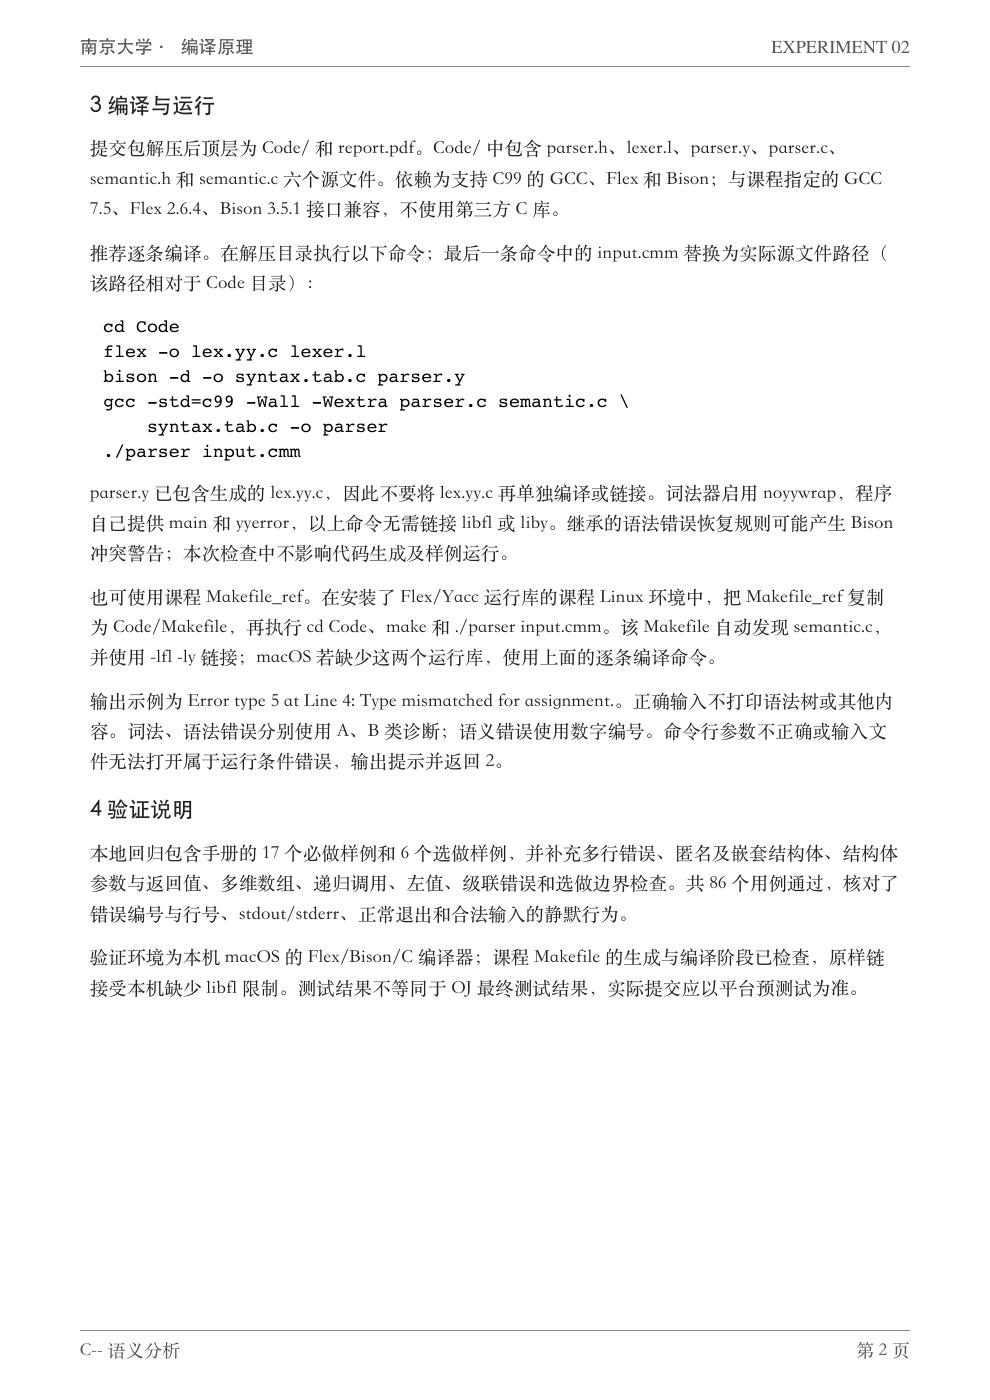 南京大学 · 编译原理
EXPERIMENT 02
3 编译与运行
提交包解压后顶层为 Code/ 和 report.pdf。Code/ 中包含 parser.h、lexer.l、parser.y、parser.c、
semantic.h 和 semantic.c 六个源文件。依赖为支持 C99 的 GCC、Flex 和 Bison；与课程指定的 GCC
7.5、Flex 2.6.4、Bison 3.5.1 接口兼容，不使用第三方 C 库。
推荐逐条编译。在解压目录执行以下命令；最后一条命令中的 input.cmm 替换为实际源文件路径（
该路径相对于 Code 目录）：
cd Code
flex -o lex.yy.c lexer.l
bison -d -o syntax.tab.c parser.y
gcc -std=c99 -Wall -Wextra parser.c semantic.c \
    syntax.tab.c -o parser
./parser input.cmm
parser.y 已包含生成的 lex.yy.c，因此不要将 lex.yy.c 再单独编译或链接。词法器启用 noyywrap，程序
自己提供 main 和 yyerror，以上命令无需链接 libfl 或 liby。继承的语法错误恢复规则可能产生 Bison
冲突警告；本次检查中不影响代码生成及样例运行。
也可使用课程 Makefile_ref。在安装了 Flex/Yacc 运行库的课程 Linux 环境中，把 Makefile_ref 复制
为 Code/Makefile，再执行 cd Code、make 和 ./parser input.cmm。该 Makefile 自动发现 semantic.c，
并使用 -lfl -ly 链接；macOS 若缺少这两个运行库，使用上面的逐条编译命令。
输出示例为 Error type 5 at Line 4: Type mismatched for assignment.。正确输入不打印语法树或其他内
容。词法、语法错误分别使用 A、B 类诊断；语义错误使用数字编号。命令行参数不正确或输入文
件无法打开属于运行条件错误，输出提示并返回 2。
4 验证说明
本地回归包含手册的 17 个必做样例和 6 个选做样例，并补充多行错误、匿名及嵌套结构体、结构体
参数与返回值、多维数组、递归调用、左值、级联错误和选做边界检查。共 86 个用例通过，核对了
错误编号与行号、stdout/stderr、正常退出和合法输入的静默行为。
验证环境为本机 macOS 的 Flex/Bison/C 编译器；课程 Makefile 的生成与编译阶段已检查，原样链
接受本机缺少 libfl 限制。测试结果不等同于 OJ 最终测试结果，实际提交应以平台预测试为准。
C-- 语义分析
第 2 页